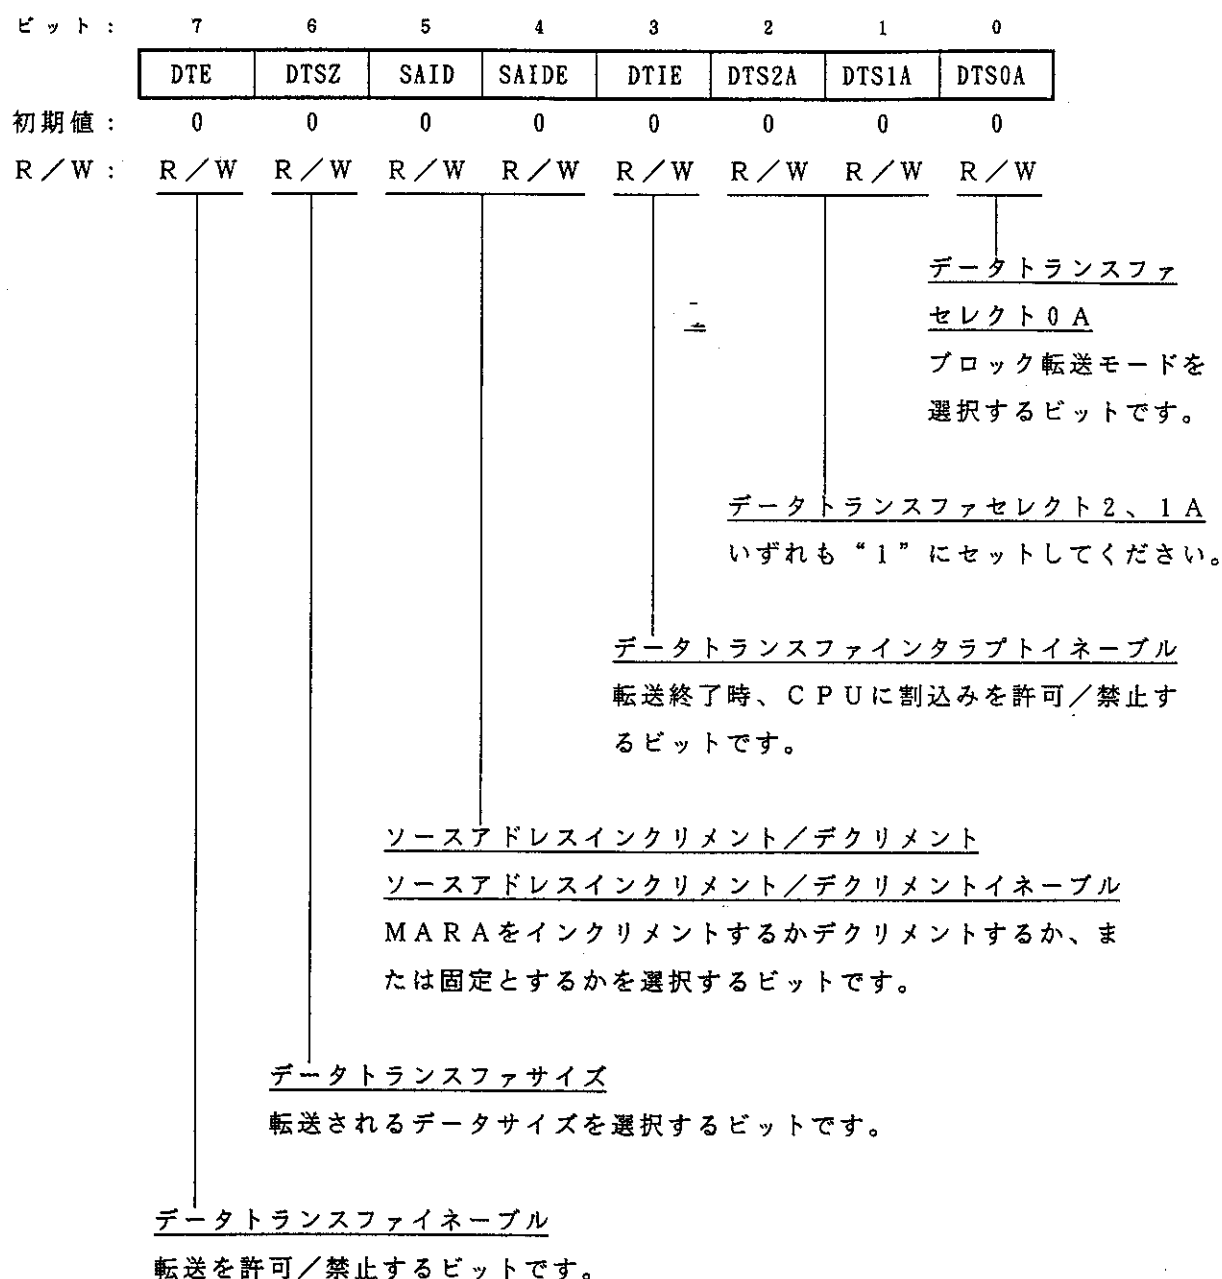 ビット： 7 6 5 4 3 2 1 0
DTE DTSZ SAID SAIDE DTIE DTS2A DTS1A DTS0A
初期値： 0 0 0 0 0 0 0 0
R／W： R／W R／W R／W R／W R／W R／W R／W R／W
データトランスファ
セレクト0A
ブロック転送モードを
選択するビットです。
データトランスファセレクト2、1A
いずれも“1”にセットしてください。
データトランスファインタラプトイネーブル
転送終了時、CPUに割込みを許可／禁止す
るビットです。
ソースアドレスインクリメント／デクリメント
ソースアドレスインクリメント／デクリメントイネーブル
MARAをインクリメントするかデクリメントするか、ま
たは固定とするかを選択するビットです。
データトランスファサイズ
転送されるデータサイズを選択するビットです。
データトランスファイネーブル
転送を許可／禁止するビットです。